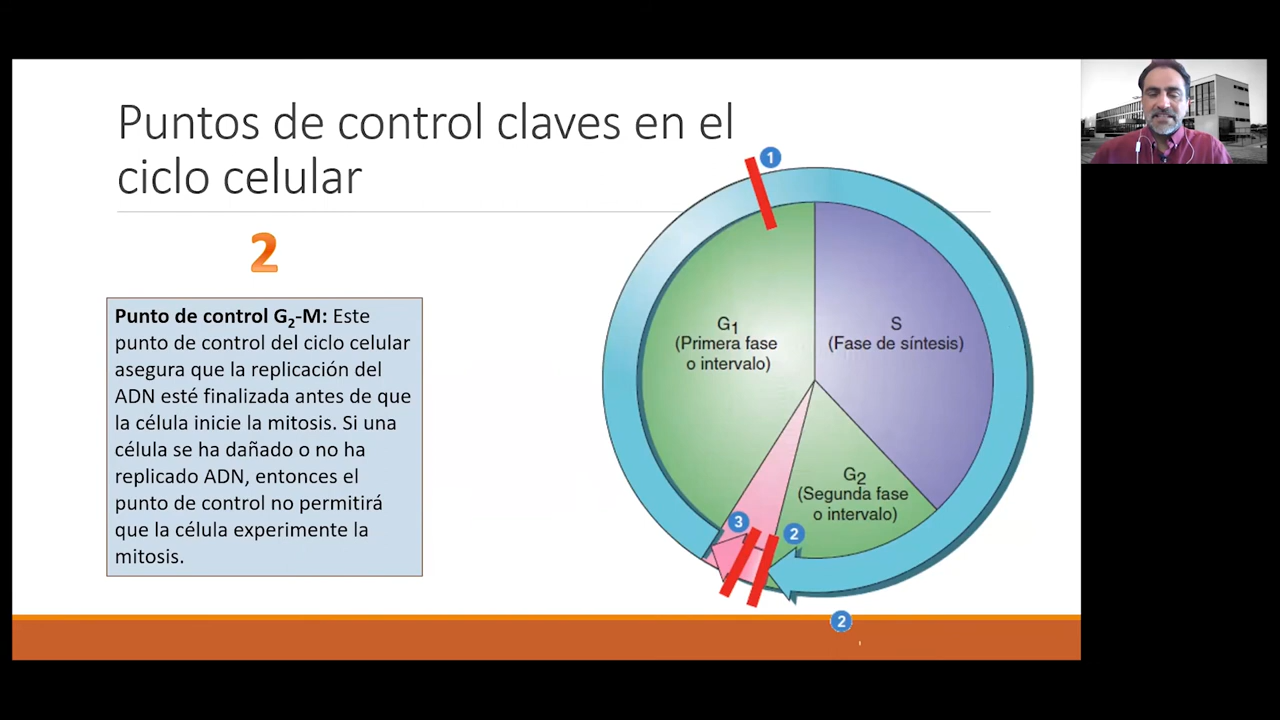 Puntos de control claves en el
ciclo celular
2
Punto de control G₂-M: Este
punto de control del ciclo celular
asegura que la replicación del
ADN esté finalizada antes de que
la célula inicie la mitosis. Si una
célula se ha dañado o no ha
replicado ADN, entonces el
punto de control no permitirá
que la célula experimente la
mitosis.
1
G₁
(Primera fase
o intervalo)
S
(Fase de síntesis)
G₂
(Segunda fase
o intervalo)
3
2
2